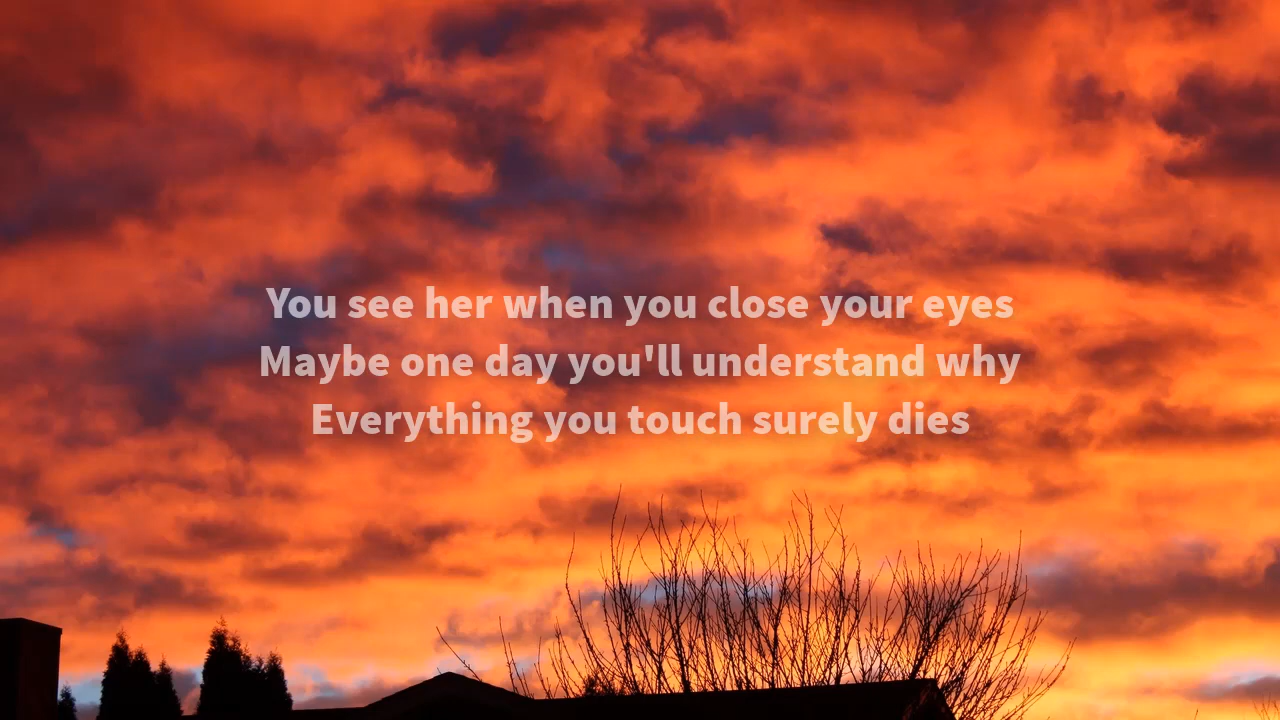 You see her when you close your eyes
Maybe one day you'll understand why
Everything you touch surely dies